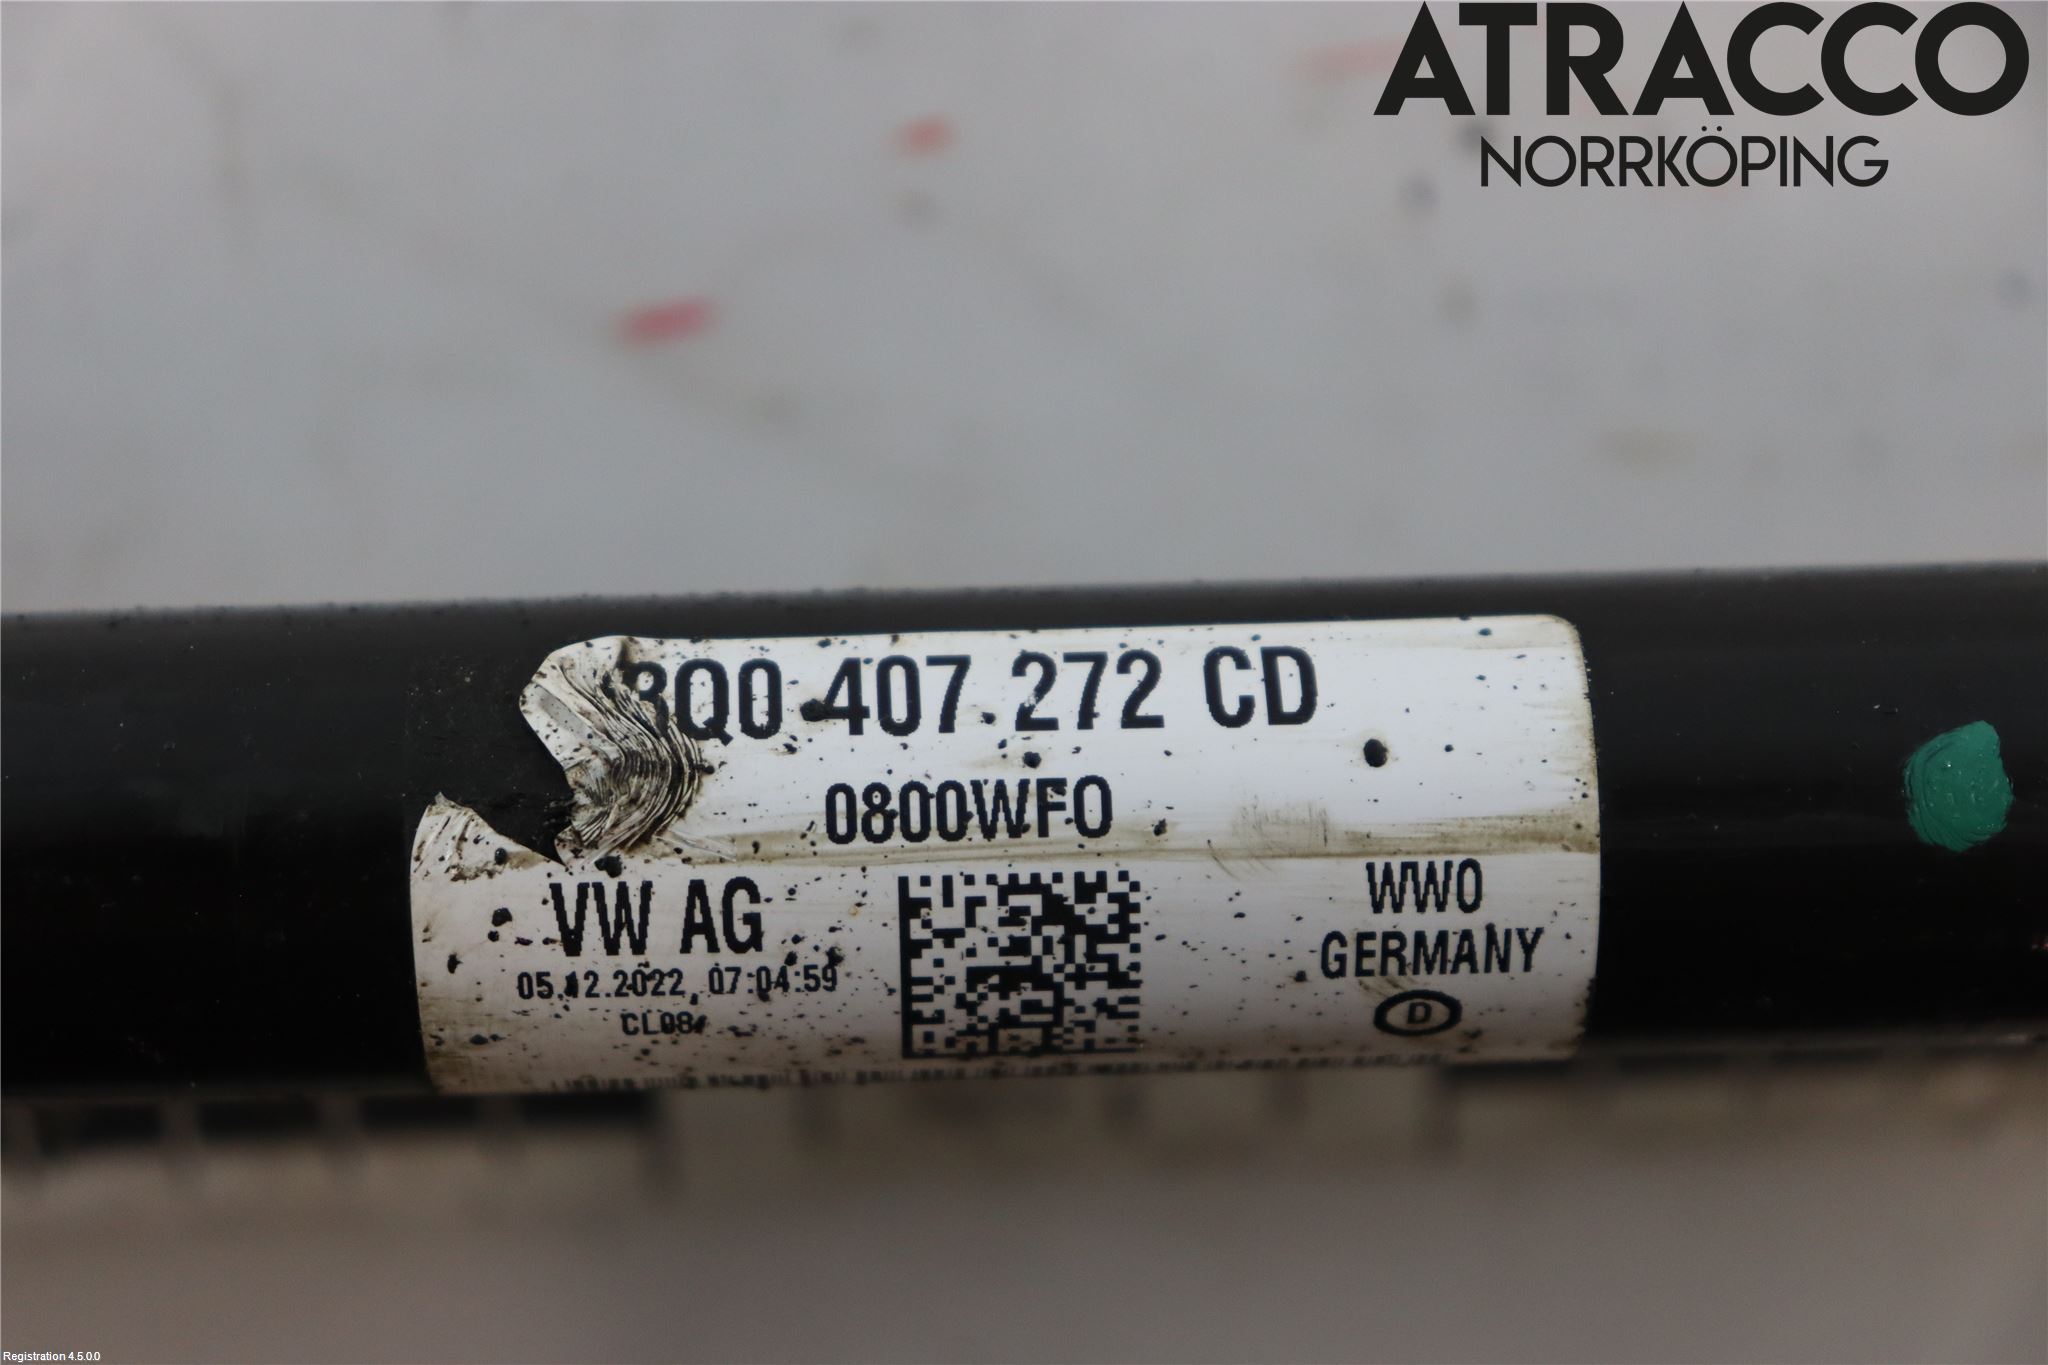 ATRACCO
NORRKÖPING
3Q0 407 272 CD
0800WFO
VW AG
05.12.2022 07:04:59
CL08
WWO
GERMANY
D
Registration 4.5.0.0